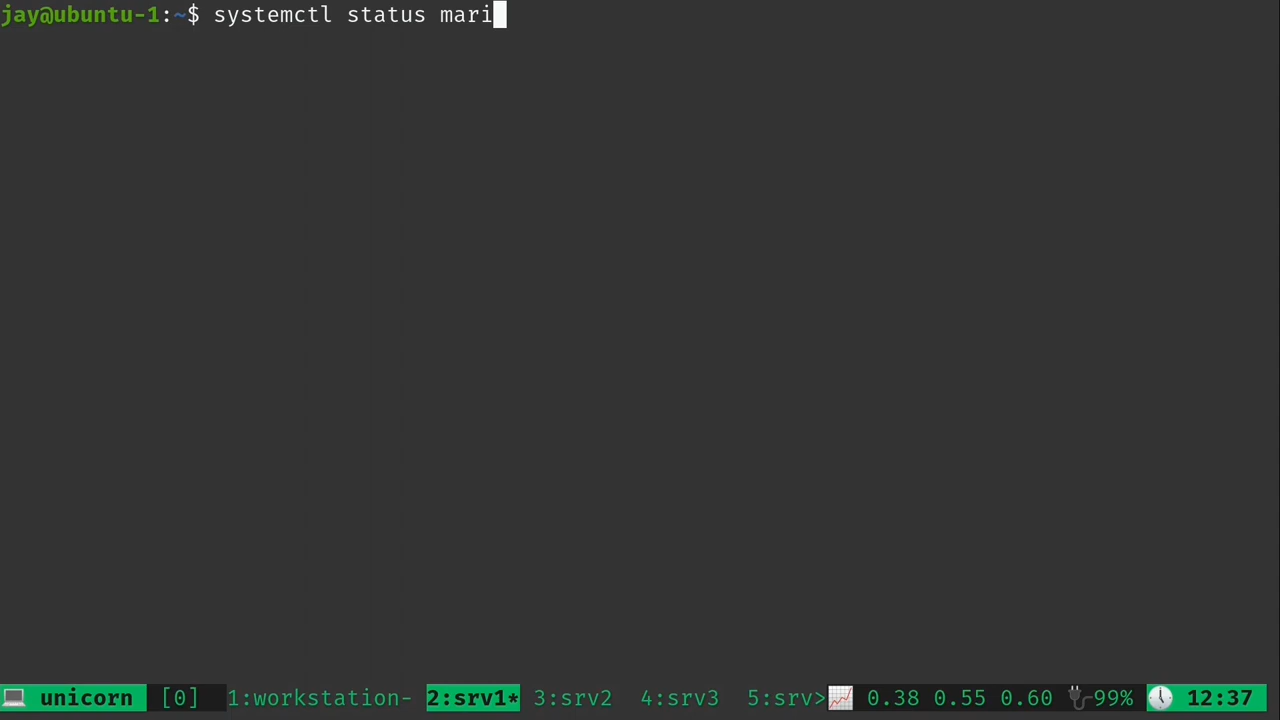 jay@ubuntu-1:~$ systemctl status mari
unicorn [0] 1:workstation- 2:srv1* 3:srv2 4:srv3 5:srv> 0.38 0.55 0.60 99% 12:37